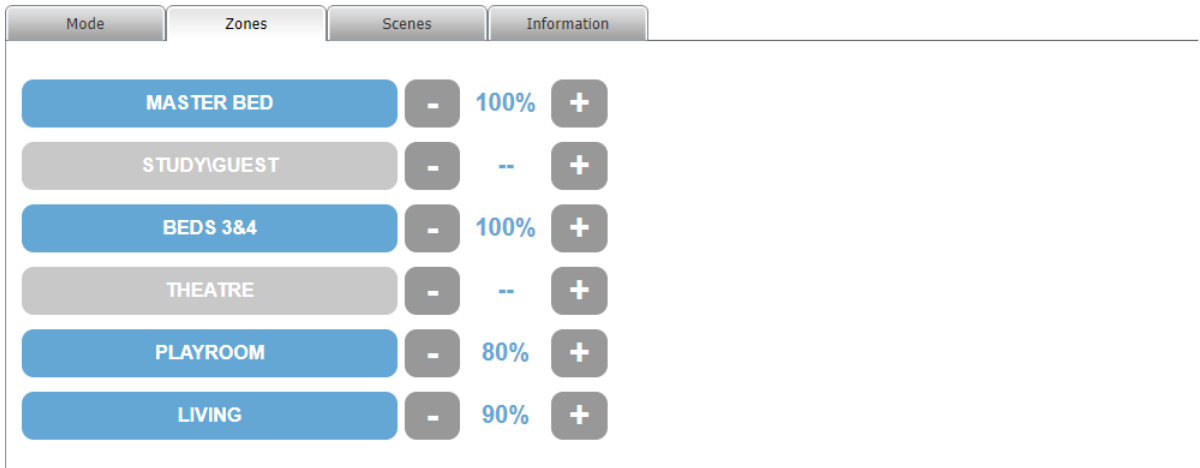 Mode Zones Scenes Information
MASTER BED - 100% +
STUDY\GUEST - -- +
BEDS 3&4 - 100% +
THEATRE - -- +
PLAYROOM - 80% +
LIVING - 90% +